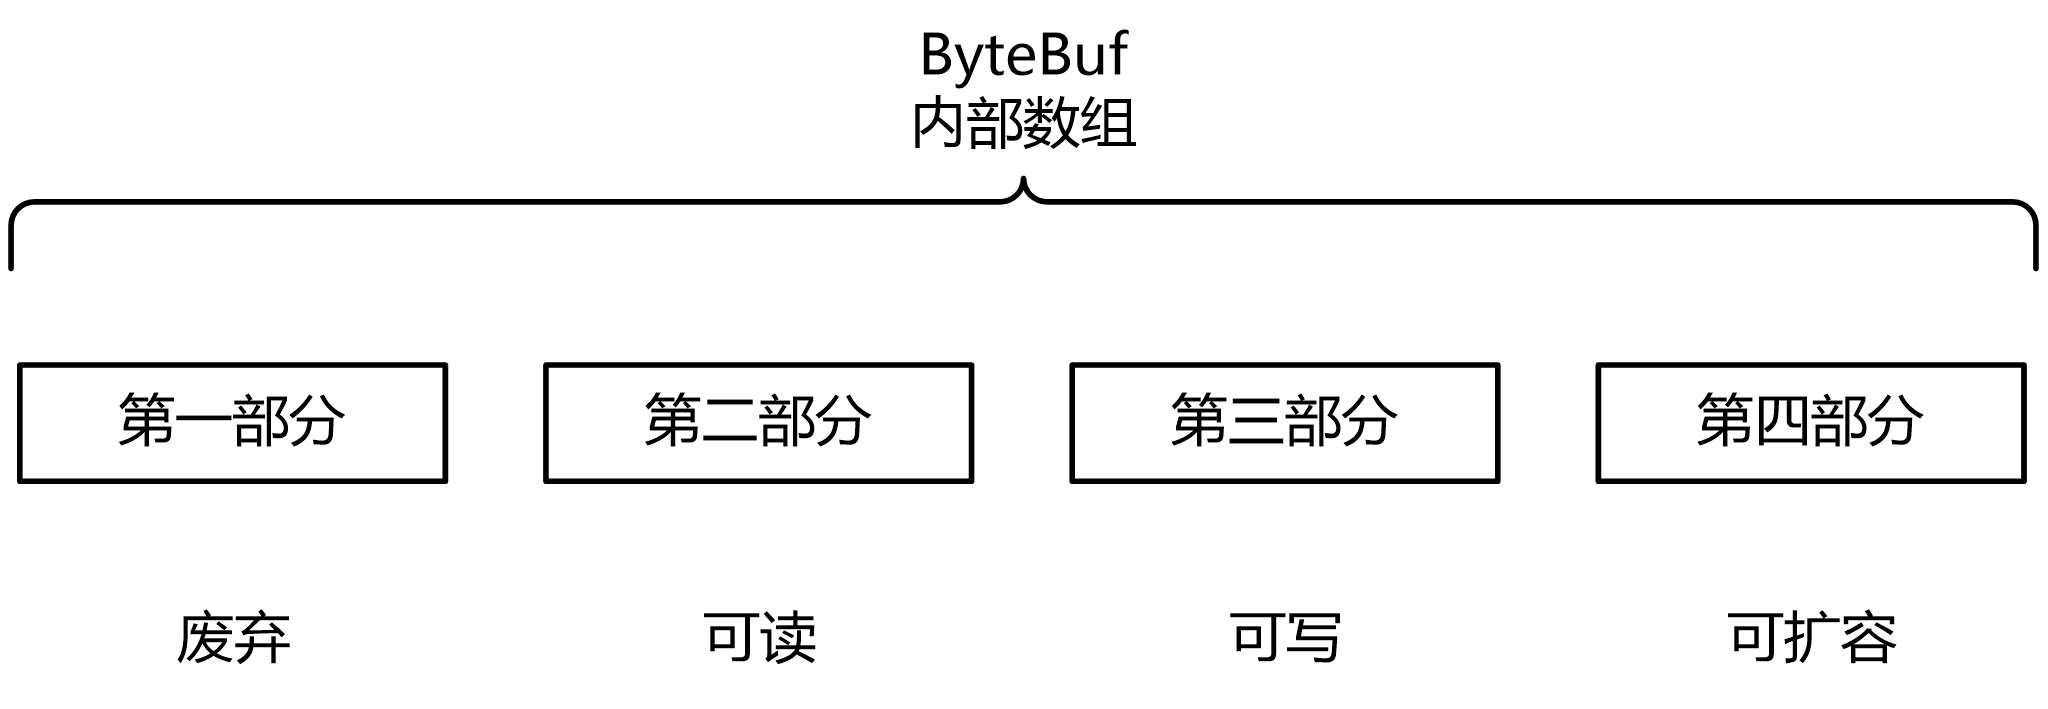 ByteBuf
内部数组
第一部分
第二部分
第三部分
第四部分
废弃
可读
可写
可扩容